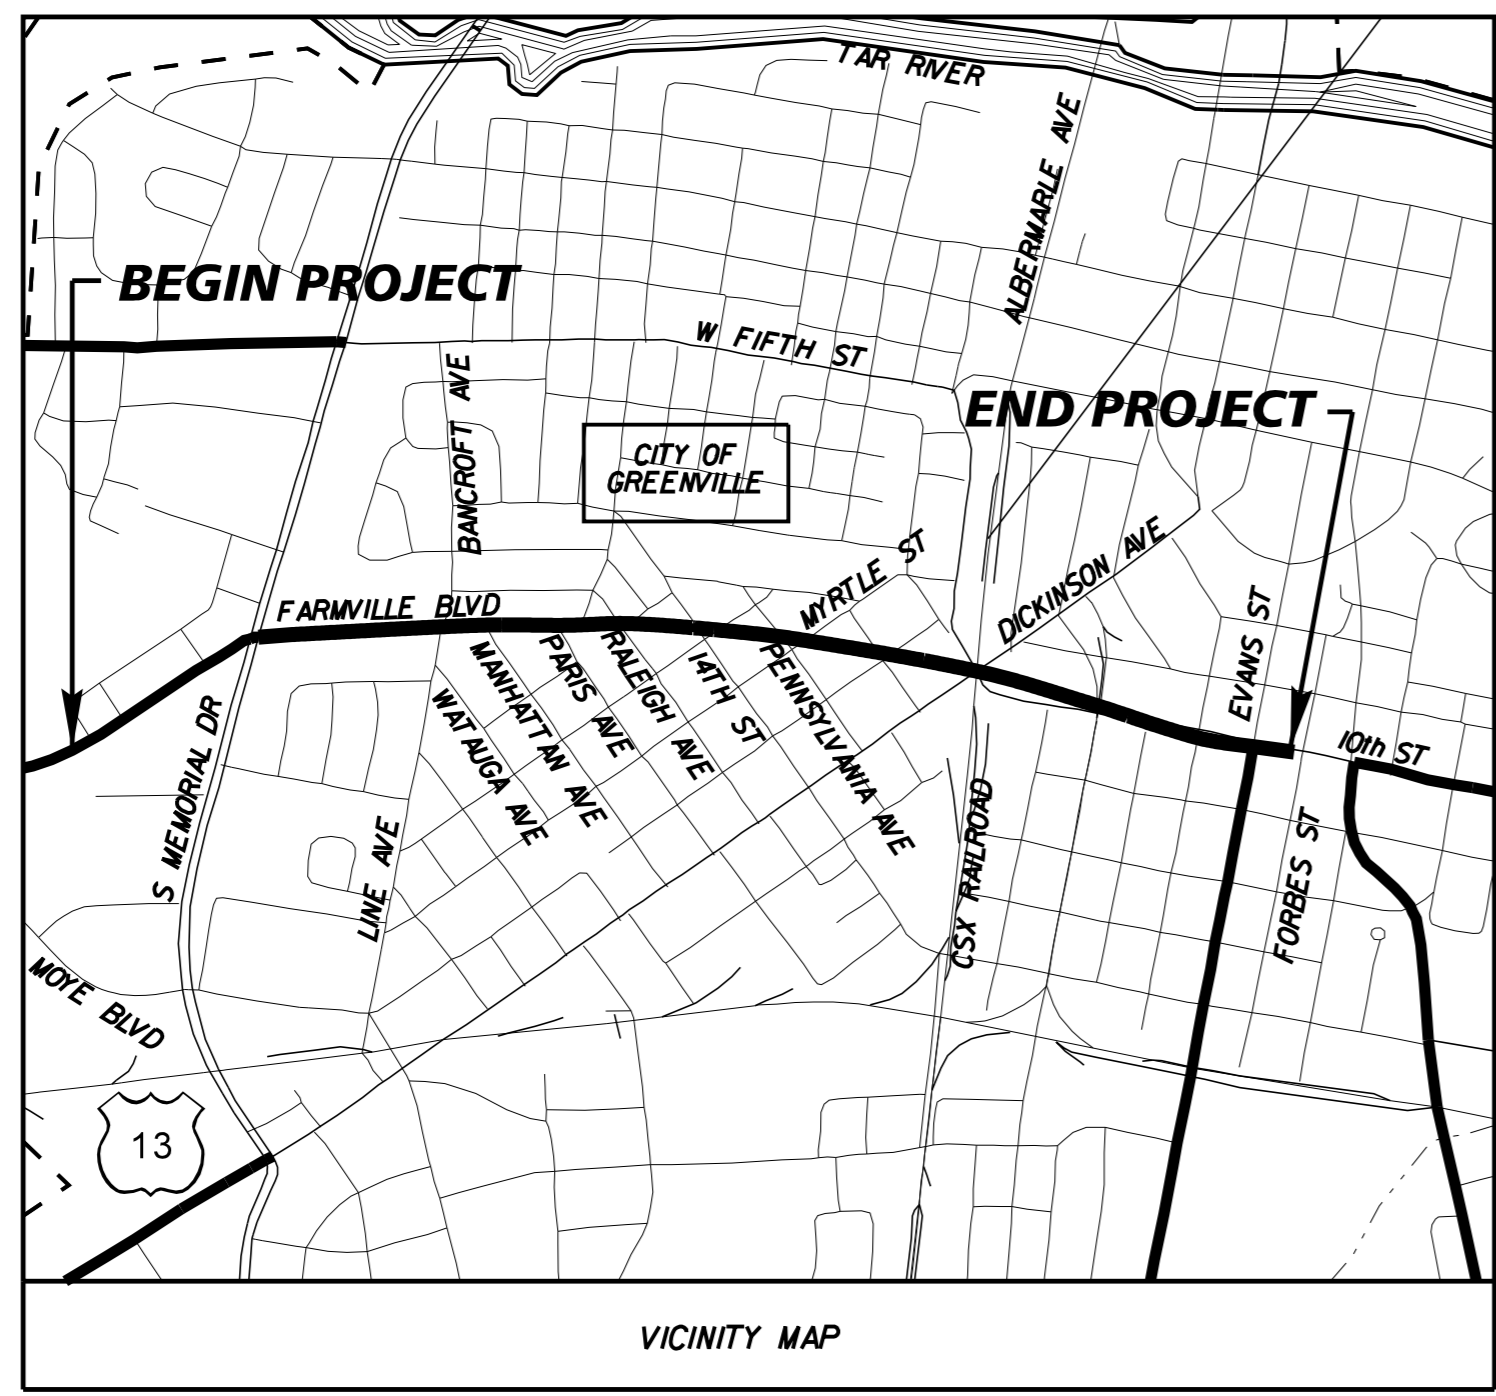 TAR RIVER
ALBERMARLE AVE
BEGIN PROJECT
W FIFTH ST
BANCROFT AVE
END PROJECT
CITY OF
GREENVILLE
MYRTLE ST
DICKINSON AVE
FARMVILLE BLVD
EVANS ST
WATAUGA AVE
MANHATTAN AVE
PARIS AVE
RALEIGH AVE
14TH ST
PENNSYLVANIA AVE
10th ST
S MEMORIAL DR
LINE AVE
CSX RAILROAD
FORBES ST
MOYE BLVD
13
VICINITY MAP